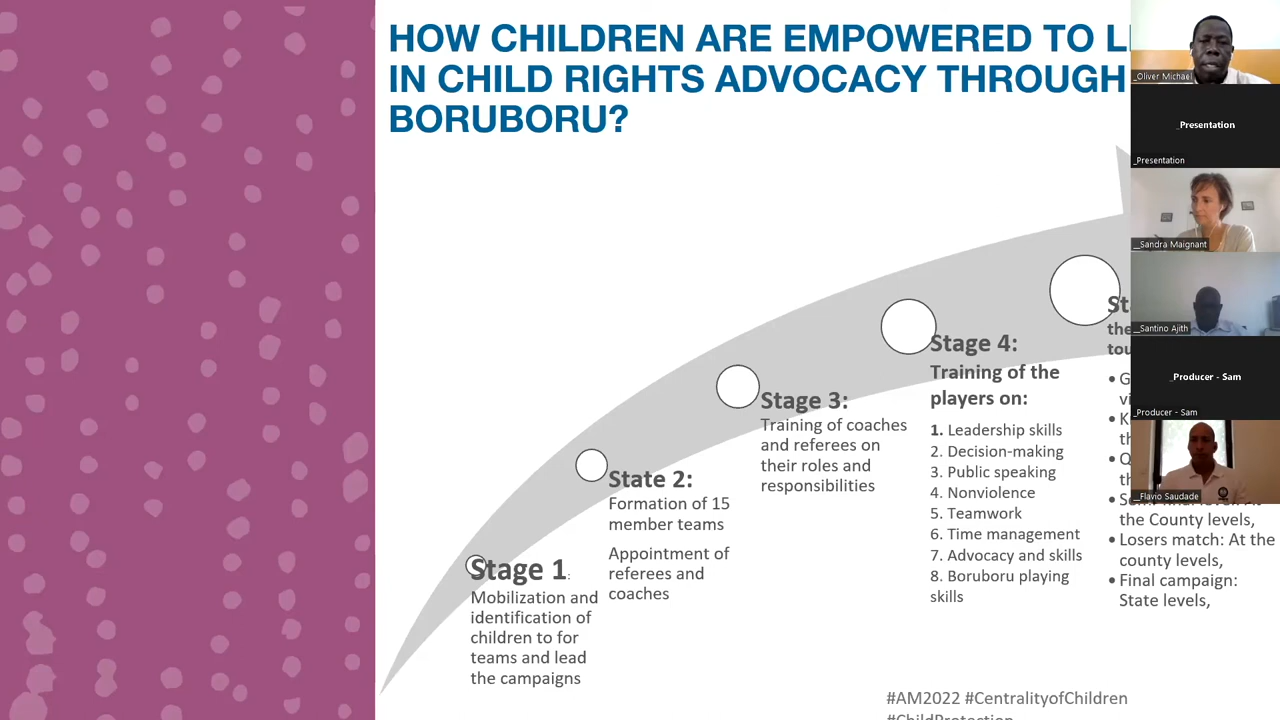 HOW CHILDREN ARE EMPOWERED TO
IN CHILD RIGHTS ADVOCACY THROUGH
BORUBORU?
Stage 1:
Mobilization and
identification of
children to for
teams and lead
the campaigns
State 2:
Formation of 15
member teams
Appointment of
referees and
coaches
Stage 3:
Training of coaches
and referees on
their roles and
responsibilities
Stage 4:
Training of the
players on:
1. Leadership skills
2. Decision-making
3. Public speaking
4. Nonviolence
5. Teamwork
6. Time management
7. Advocacy and skills
8. Boruboru playing
skills
the County levels,
• Losers match: At the
county levels,
• Final campaign:
State levels,
#AM2022 #CentralityofChildren
#ChildProtection
_Oliver Michael
_Presentation
_Presentation
_Sandra Maignant
_Santino Ajith
_Producer - Sam
_Producer - Sam
_Flavio Saudade